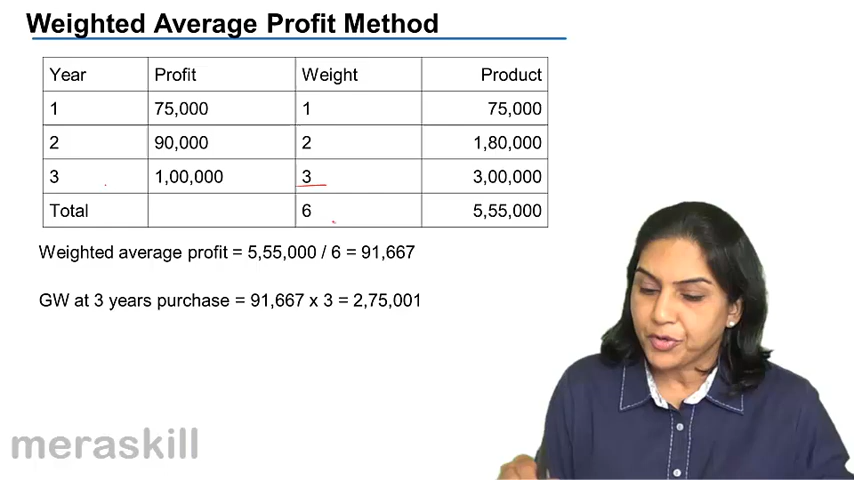 Weighted Average Profit Method
Year Profit Weight Product
1 75,000 1 75,000
2 90,000 2 1,80,000
3 1,00,000 3 3,00,000
Total 6 5,55,000
Weighted average profit = 5,55,000 / 6 = 91,667
GW at 3 years purchase = 91,667 x 3 = 2,75,001
meraskill